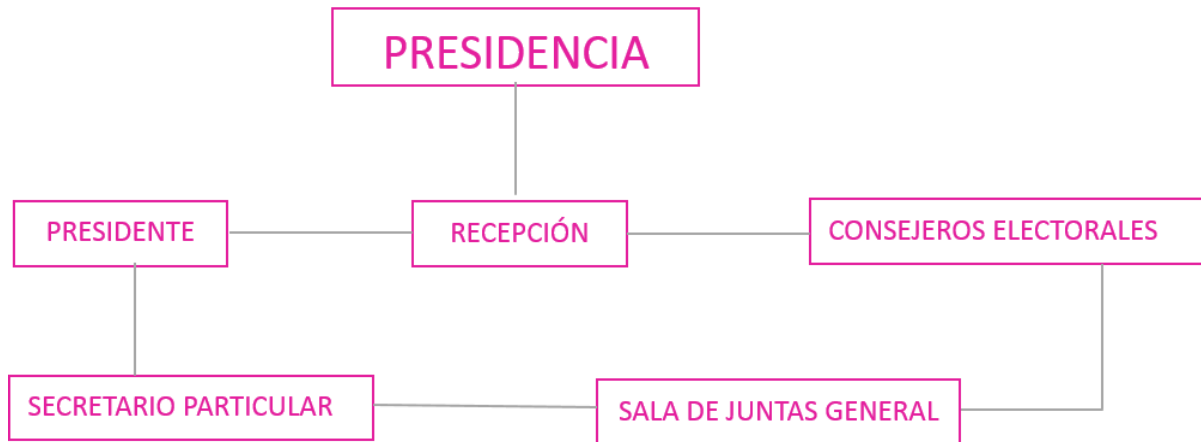 PRESIDENCIA
PRESIDENTE
RECEPCIÓN
CONSEJEROS ELECTORALES
SECRETARIO PARTICULAR
SALA DE JUNTAS GENERAL